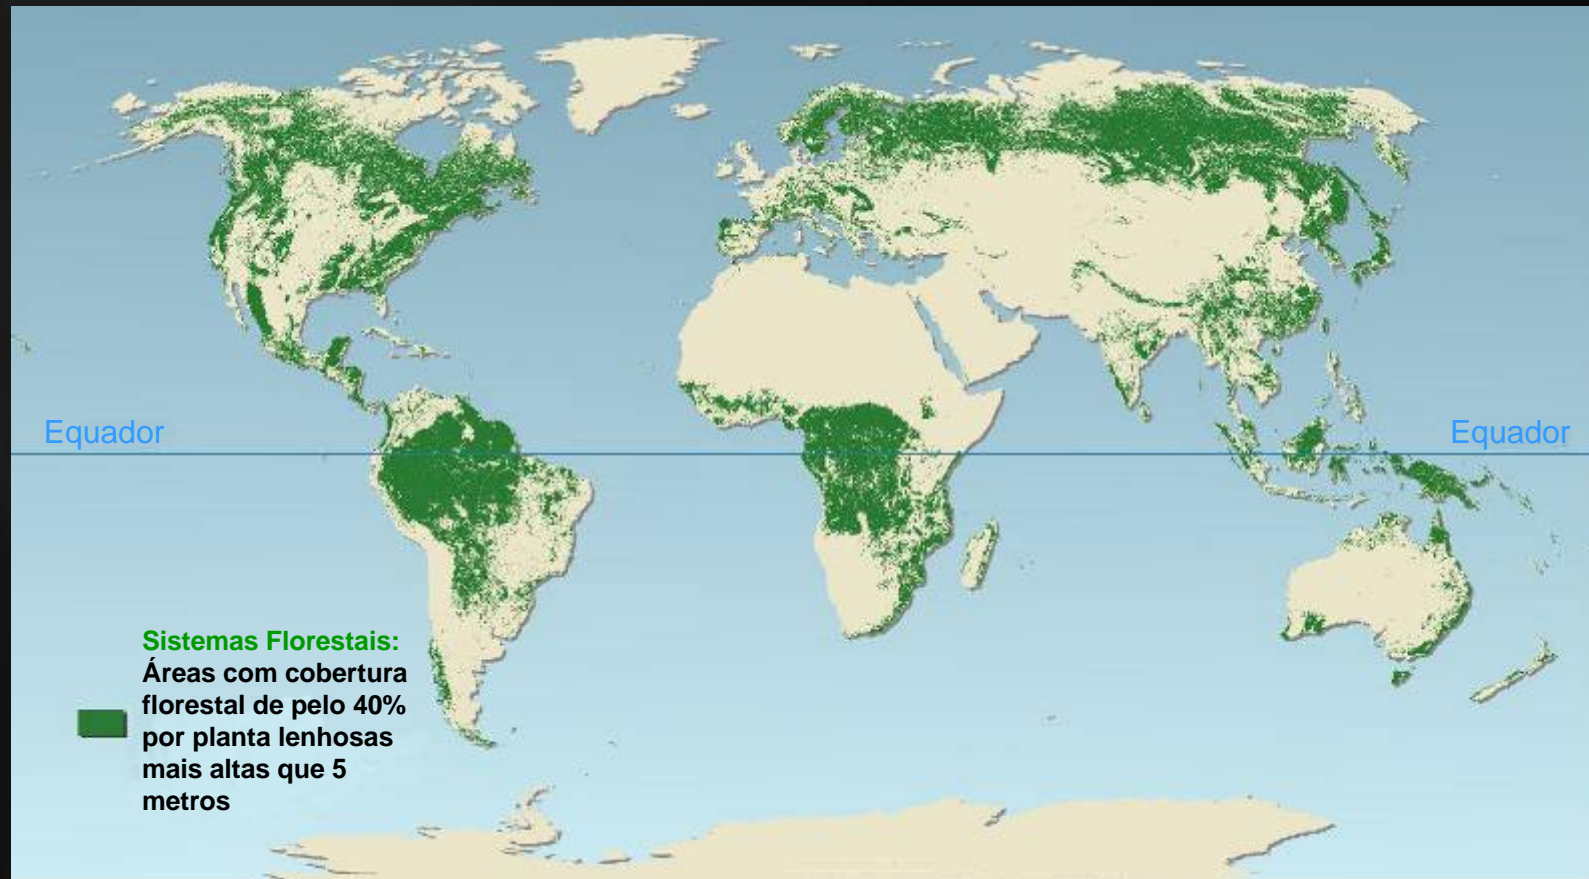 Equador
Equador
Sistemas Florestais:
Áreas com cobertura
florestal de pelo 40%
por planta lenhosas
mais altas que 5
metros